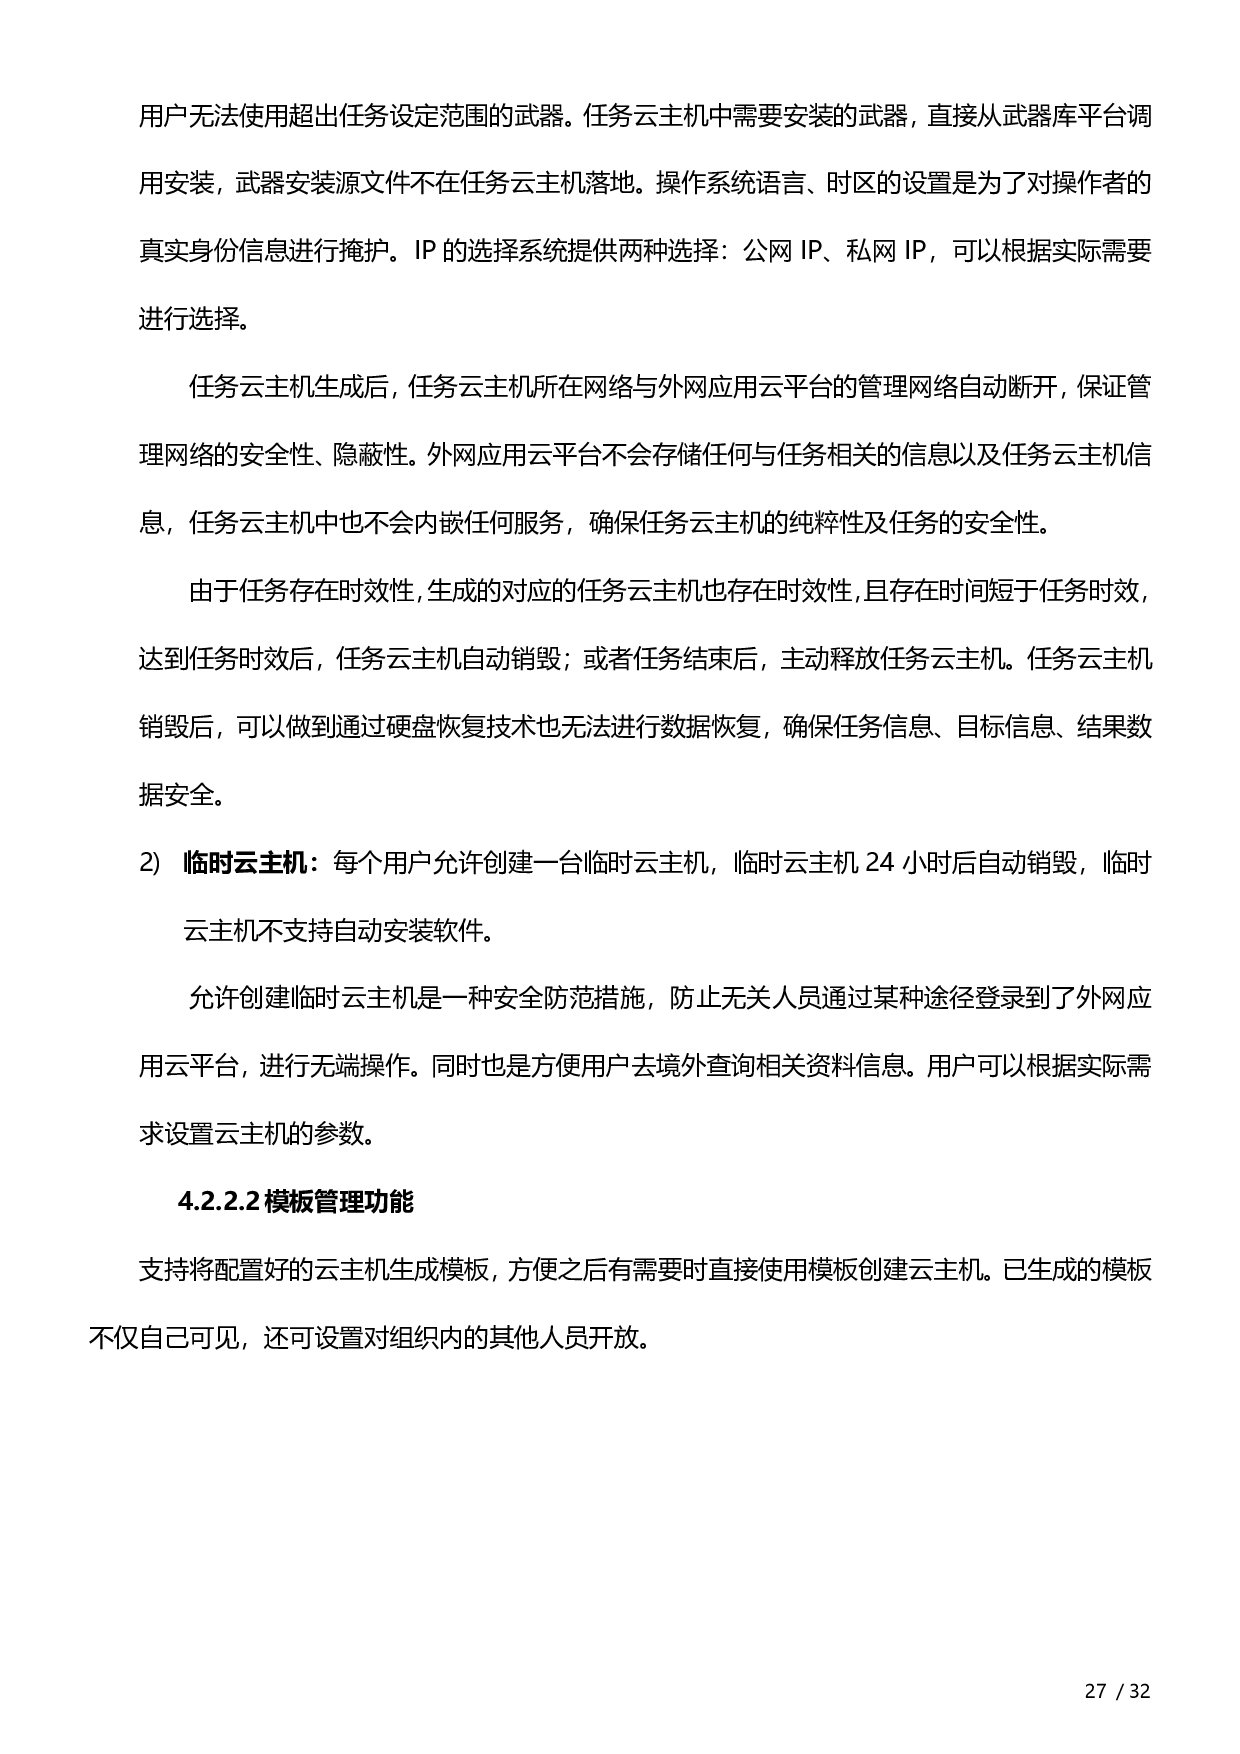 用户无法使用超出任务设定范围的武器。任务云主机中需要安装的武器，直接从武器库平台调
用安装，武器安装源文件不在任务云主机落地。操作系统语言、时区的设置是为了对操作者的
真实身份信息进行掩护。IP 的选择系统提供两种选择：公网 IP、私网 IP，可以根据实际需要
进行选择。
任务云主机生成后，任务云主机所在网络与外网应用云平台的管理网络自动断开，保证管
理网络的安全性、隐蔽性。外网应用云平台不会存储任何与任务相关的信息以及任务云主机信
息，任务云主机中也不会内嵌任何服务，确保任务云主机的纯粹性及任务的安全性。
由于任务存在时效性，生成的对应的任务云主机也存在时效性，且存在时间短于任务时效，
达到任务时效后，任务云主机自动销毁；或者任务结束后，主动释放任务云主机。任务云主机
销毁后，可以做到通过硬盘恢复技术也无法进行数据恢复，确保任务信息、目标信息、结果数
据安全。
2) 临时云主机：每个用户允许创建一台临时云主机，临时云主机 24 小时后自动销毁，临时
云主机不支持自动安装软件。
允许创建临时云主机是一种安全防范措施，防止无关人员通过某种途径登录到了外网应
用云平台，进行无端操作。同时也是方便用户去境外查询相关资料信息。用户可以根据实际需
求设置云主机的参数。
4.2.2.2 模板管理功能
支持将配置好的云主机生成模板，方便之后有需要时直接使用模板创建云主机。已生成的模板
不仅自己可见，还可设置对组织内的其他人员开放。
27 / 32